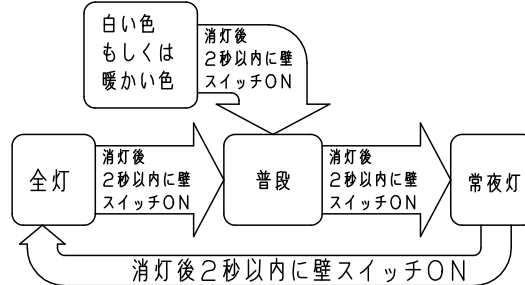 白い色
もしくは
暖かい色
消灯後
2秒以内に壁
スイッチON
全灯
消灯後
2秒以内に壁
スイッチON
普段
消灯後
2秒以内に壁
スイッチON
常夜灯
消灯後2秒以内に壁スイッチON